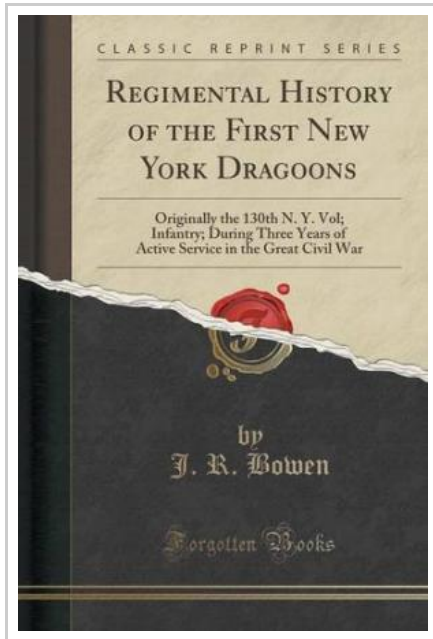 CLASSIC REPRINT SERIES
REGIMENTAL HISTORY
OF THE FIRST NEW
YORK DRAGOONS
Originally the 130th N. Y. Vol;
Infantry; During Three Years of
Active Service in the Great Civil War
by
J. R. Bowen
Forgotten Books